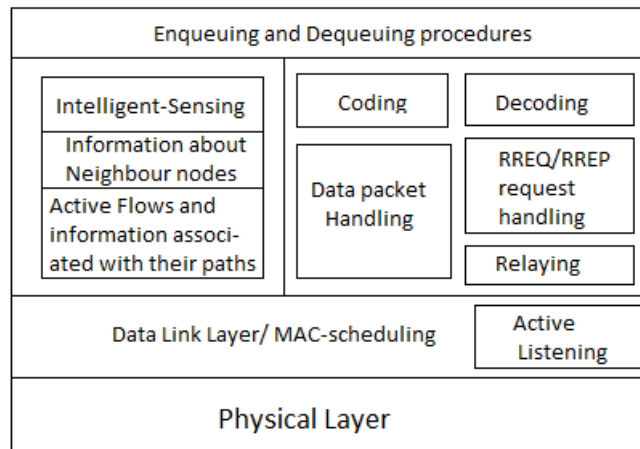 Enqueuing and Dequeuing procedures
Intelligent-Sensing
Information about
Neighbour nodes
Active Flows and
information associ-
ated with their paths
Coding
Decoding
Data packet
Handling
RREQ/RREP
request
handling
Relaying
Data Link Layer/ MAC-scheduling
Active
Listening
Physical Layer